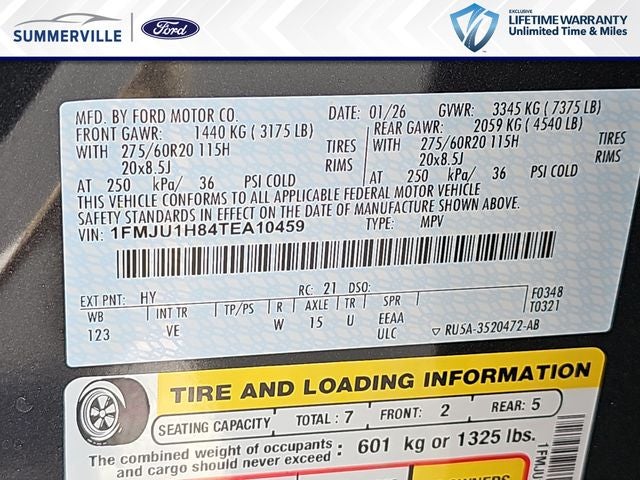 SUMMERVILLE
Ford
EXCLUSIVE
LIFETIME WARRANTY
Unlimited Time & Miles
MFD. BY FORD MOTOR CO.
DATE: 01/26 GVWR: 3345 KG (7375 LB)
FRONT GAWR: 1440 KG (3175 LB) REAR GAWR: 2059 KG (4540 LB)
WITH 275/60R20 115H TIRES WITH 275/60R20 115H TIRES
20x8.5J RIMS 20x8.5J RIMS
AT 250 kPa/ 36 PSI COLD AT 250 kPa/ 36 PSI COLD
THIS VEHICLE CONFORMS TO ALL APPLICABLE FEDERAL MOTOR VEHICLE
SAFETY STANDARDS IN EFFECT ON THE DATE OF MANUFACTURE SHOWN ABOVE.
VIN: 1FMJU1H84TEA10459 TYPE: MPV
EXT PNT: HY RC: 21 DSO: F0348
WB INT TR TP/PS R AXLE TR SPR T0321
123 VE W 15 U EEAA
ULC ▽ RU5A-3520472-AB
TIRE AND LOADING INFORMATION
SEATING CAPACITY TOTAL: 7 FRONT: 2 REAR: 5
The combined weight of occupants and cargo should never exceed: 601 kg or 1325 lbs.
1FMJU